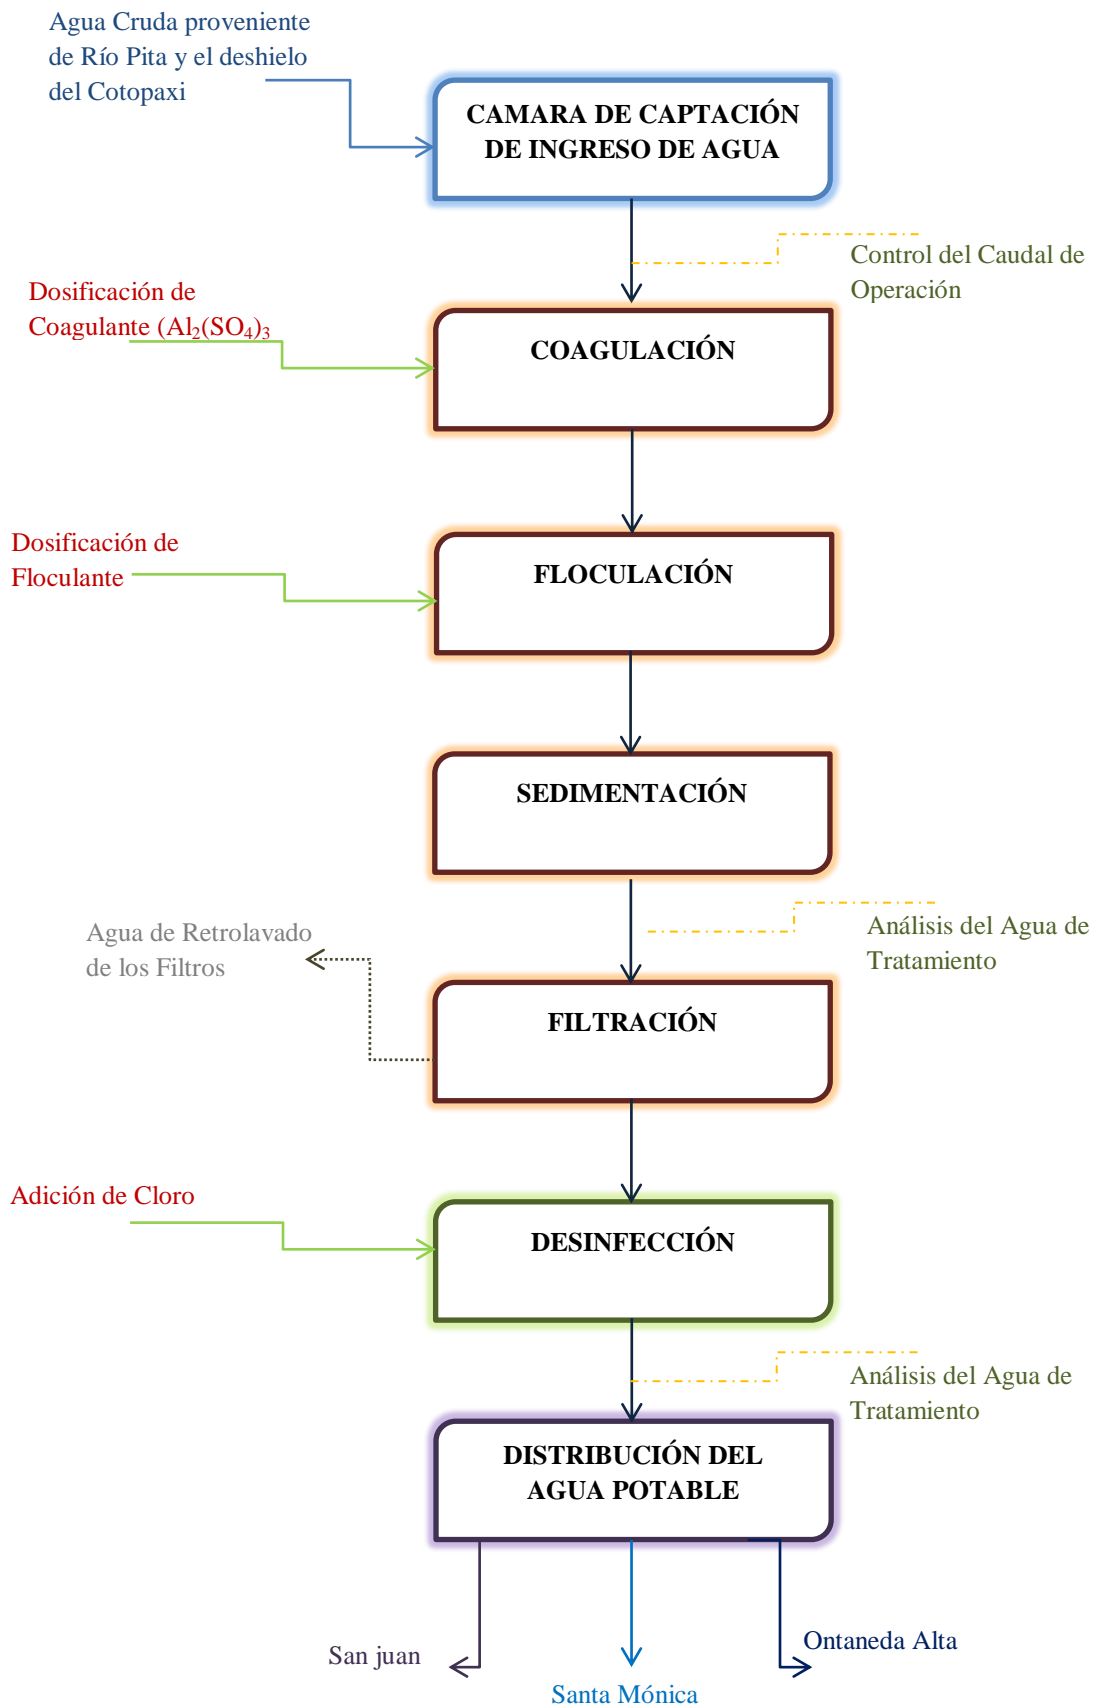 Agua Cruda proveniente
de Río Pita y el deshielo
del Cotopaxi
CAMARA DE CAPTACIÓN
DE INGRESO DE AGUA
Control del Caudal de
Operación
Dosificación de
Coagulante (Al₂(SO₄)₃
COAGULACIÓN
Dosificación de
Floculante
FLOCULACIÓN
SEDIMENTACIÓN
Análisis del Agua de
Tratamiento
Agua de Retrolavado
de los Filtros
FILTRACIÓN
Adición de Cloro
DESINFECCIÓN
Análisis del Agua de
Tratamiento
DISTRIBUCIÓN DEL
AGUA POTABLE
San juan
Santa Mónica
Ontaneda Alta